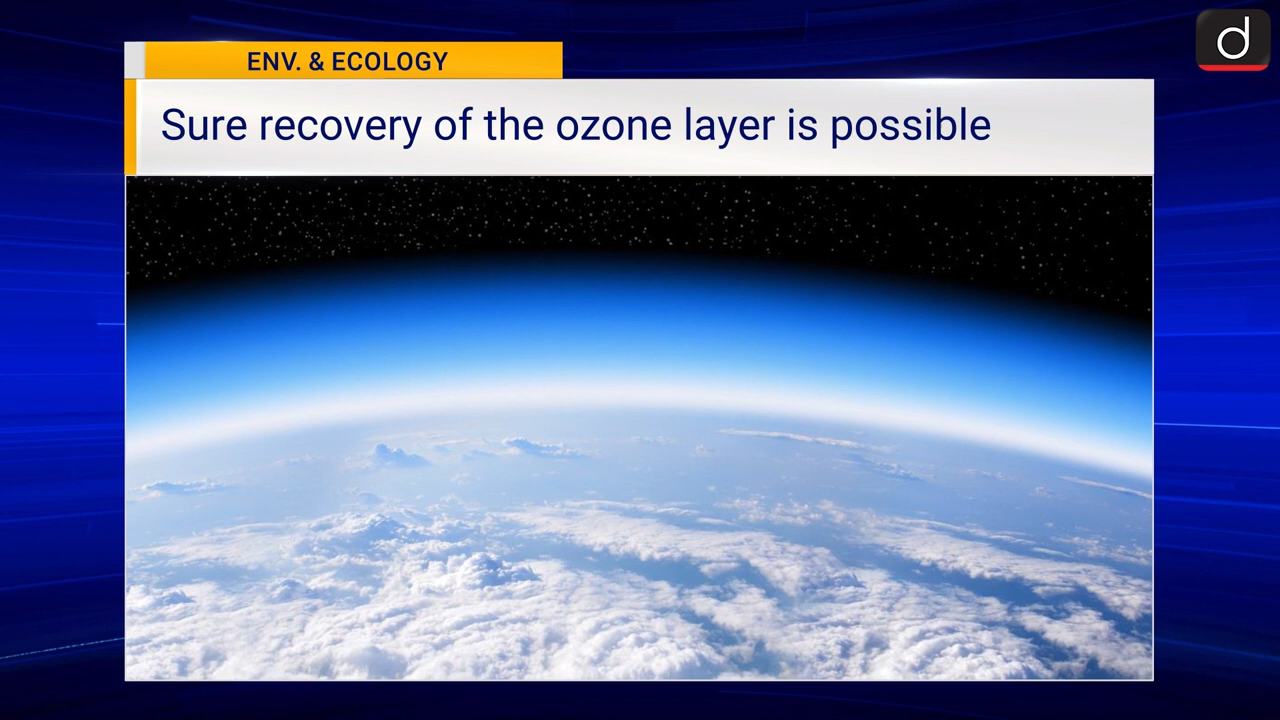 ENV. & ECOLOGY
Sure recovery of the ozone layer is possible
d